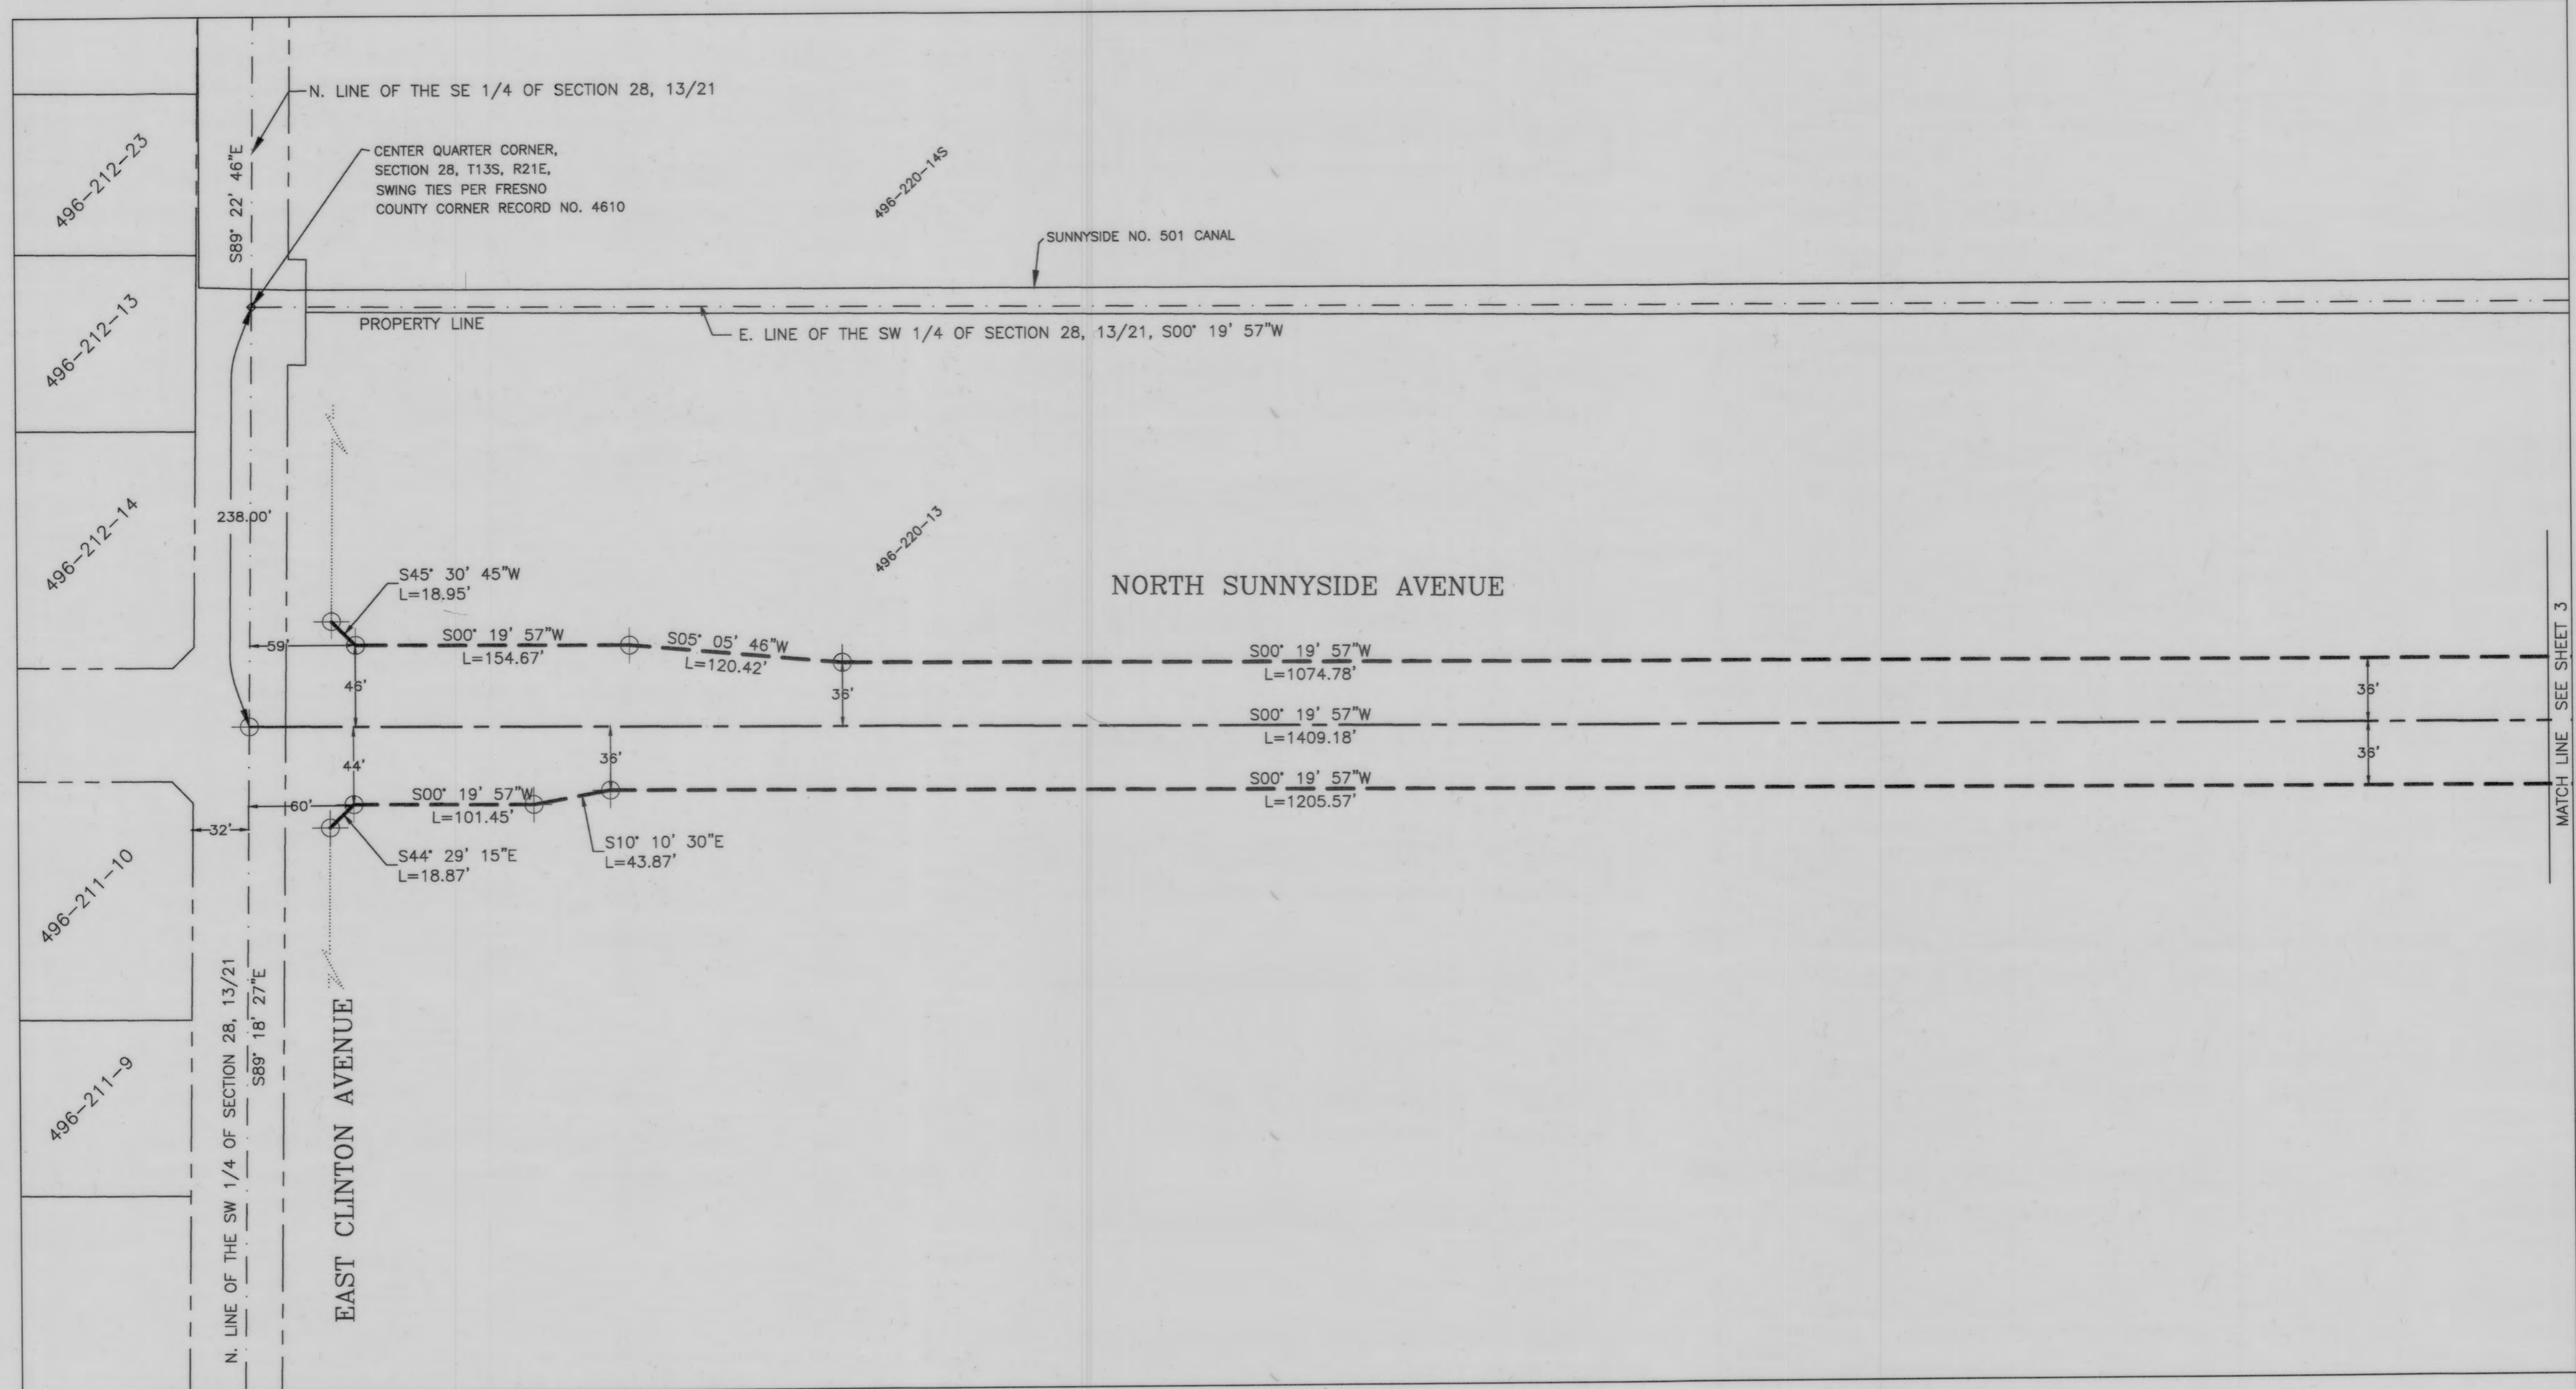 N. LINE OF THE SE 1/4 OF SECTION 28, 13/21
S89° 22' 46"E
CENTER QUARTER CORNER,
SECTION 28, T13S, R21E,
SWING TIES PER FRESNO
COUNTY CORNER RECORD NO. 4610
496-212-23
496-220-14S
SUNNYSIDE NO. 501 CANAL
496-212-13
PROPERTY LINE
E. LINE OF THE SW 1/4 OF SECTION 28, 13/21, S00° 19' 57"W
496-212-14
238.00'
496-220-13
S45° 30' 45"W
L=18.95'
NORTH SUNNYSIDE AVENUE
59'
S00° 19' 57"W
L=154.67'
S05° 05' 46"W
L=120.42'
S00° 19' 57"W
L=1074.78'
46'
36'
36'
S00° 19' 57"W
L=1409.18'
44'
36'
36'
60'
S00° 19' 57"W
L=101.45'
S00° 19' 57"W
L=1205.57'
MATCH LINE SEE SHEET 3
32'
S10° 10' 30"E
L=43.87'
S44° 29' 15"E
L=18.87'
496-211-10
496-211-9
N. LINE OF THE SW 1/4 OF SECTION 28, 13/21
S89° 18' 27"E
EAST CLINTON AVENUE